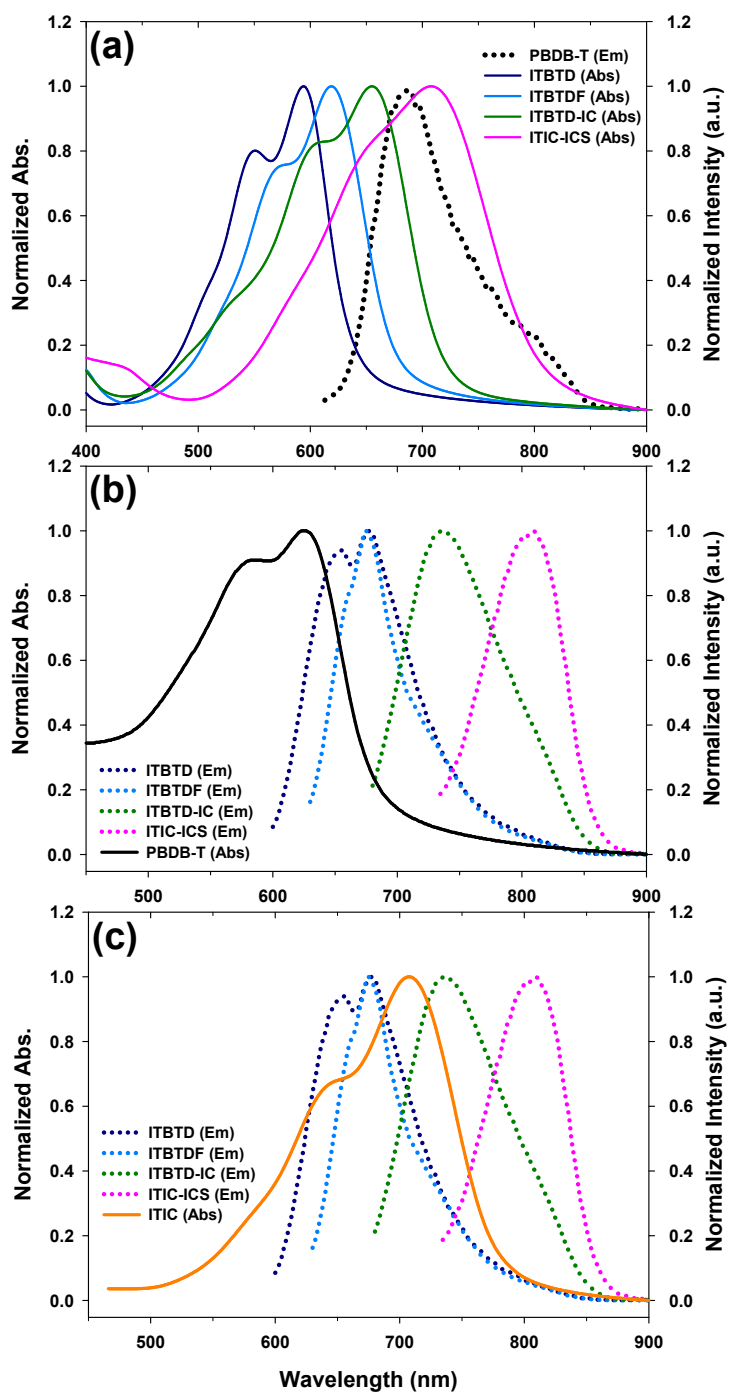 (a)
Normalized Abs.
Normalized Intensity (a.u.)
1.2
1.0
0.8
0.6
0.4
0.2
0.0
1.2
1.0
0.8
0.6
0.4
0.2
0.0
PBDB-T (Em)
ITBTD (Abs)
ITBTDF (Abs)
ITBTD-IC (Abs)
ITIC-ICS (Abs)
400 500 600 700 800 900
(b)
Normalized Abs.
Normalized Intensity (a.u.)
1.2
1.0
0.8
0.6
0.4
0.2
0.0
1.2
1.0
0.8
0.6
0.4
0.2
0.0
ITBTD (Em)
ITBTDF (Em)
ITBTD-IC (Em)
ITIC-ICS (Em)
PBDB-T (Abs)
500 600 700 800 900
(c)
Normalized Abs.
Normalized Intensity (a.u.)
1.2
1.0
0.8
0.6
0.4
0.2
0.0
1.2
1.0
0.8
0.6
0.4
0.2
0.0
ITBTD (Em)
ITBTDF (Em)
ITBTD-IC (Em)
ITIC-ICS (Em)
ITIC (Abs)
500 600 700 800 900
Wavelength (nm)